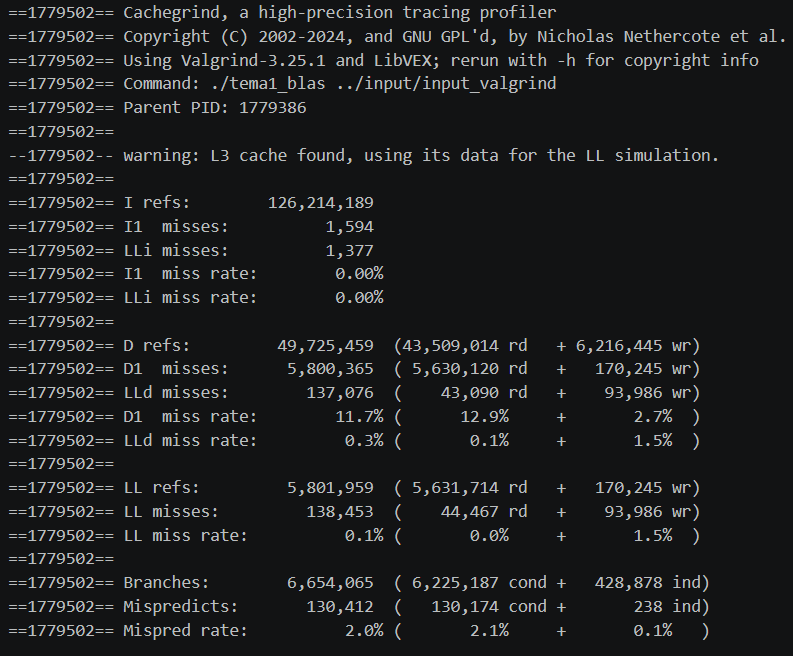 ==1779502== Cachegrind, a high-precision tracing profiler
==1779502== Copyright (C) 2002-2024, and GNU GPL'd, by Nicholas Nethercote et al.
==1779502== Using Valgrind-3.25.1 and LibVEX; rerun with -h for copyright info
==1779502== Command: ./tema1_blas ../input/input_valgrind
==1779502== Parent PID: 1779386
==1779502==
--1779502-- warning: L3 cache found, using its data for the LL simulation.
==1779502==
==1779502== I refs:        126,214,189
==1779502== I1  misses:          1,594
==1779502== LLi misses:          1,377
==1779502== I1  miss rate:        0.00%
==1779502== LLi miss rate:        0.00%
==1779502==
==1779502== D refs:         49,725,459  (43,509,014 rd   + 6,216,445 wr)
==1779502== D1  misses:      5,800,365  ( 5,630,120 rd   +   170,245 wr)
==1779502== LLd misses:        137,076  (    43,090 rd   +    93,986 wr)
==1779502== D1  miss rate:        11.7% (      12.9%     +       2.7%  )
==1779502== LLd miss rate:         0.3% (       0.1%     +       1.5%  )
==1779502==
==1779502== LL refs:         5,801,959  ( 5,631,714 rd   +   170,245 wr)
==1779502== LL misses:         138,453  (    44,467 rd   +    93,986 wr)
==1779502== LL miss rate:          0.1% (       0.0%     +       1.5%  )
==1779502==
==1779502== Branches:        6,654,065  ( 6,225,187 cond +   428,878 ind)
==1779502== Mispredicts:       130,412  (   130,174 cond +       238 ind)
==1779502== Mispred rate:          2.0% (       2.1%     +       0.1%   )